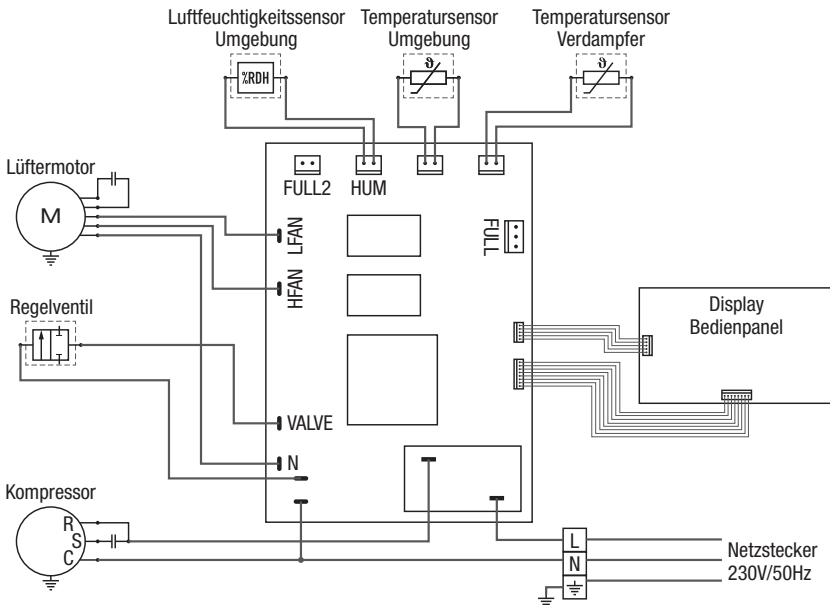 Luftfeuchtigkeitssensor
Umgebung
Temperatursensor
Umgebung
Temperatursensor
Verdampfer
%RDH
ϑ
ϑ
Lüftermotor
M
FULL2
HUM
LFAN
HFAN
FULL
Regelventil
Display
Bedienpanel
VALVE
N
Kompressor
R
S
C
L
N
Netzstecker
230V/50Hz